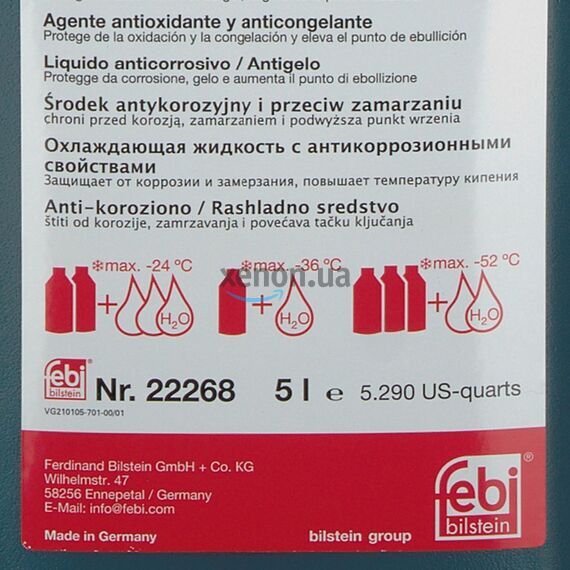 Agente antioxidante y anticongelante
Protege de la oxidación y la congelación y eleva el punto de ebullición
Liquido anticorrosivo / Antigelo
Protegge da corrosione, gelo e aumenta il punto di ebollizione
Środek antykorozyjny i przeciw zamarzaniu
chroni przed korozją, zamarzaniem i podwyższa punkt wrzenia
Охлаждающая жидкость с антикоррозионными
свойствами
Защищает от коррозии и замерзания, повышает температуру кипения
Anti-koroziono / Rashladno sredstvo
štiti od korozije, zamrzavanja i povećava tačku ključanja
max. -24 ºC
max. -36 ºC
max. -52 ºC
xenon.ua
+ H₂O
+ H₂O
+ H₂O
febi
bilstein
Nr. 22268 5 l e 5.290 US-quarts
VG210105-701-00/01
Ferdinand Bilstein GmbH + Co. KG
Wilhelmstr. 47
58256 Ennepetal / Germany
E-Mail: info@febi.com
Made in Germany
bilstein group
febi
bilstein